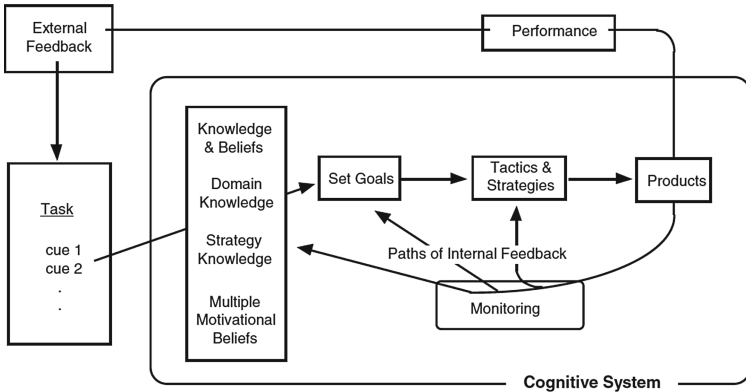 External
Feedback
Performance
Knowledge
& Beliefs
Domain
Knowledge
Strategy
Knowledge
Multiple
Motivational
Beliefs
Set Goals
Tactics &
Strategies
Products
Task
cue 1
cue 2
.
.
Paths of Internal Feedback
Monitoring
Cognitive System